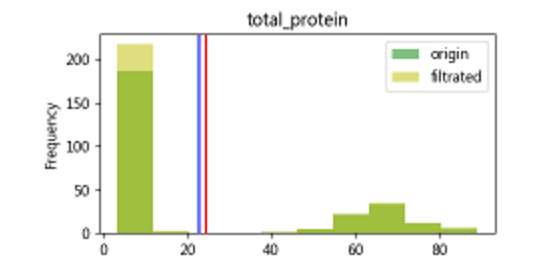 total_protein
origin
filtrated
Frequency
200
150
100
50
0
0 20 40 60 80